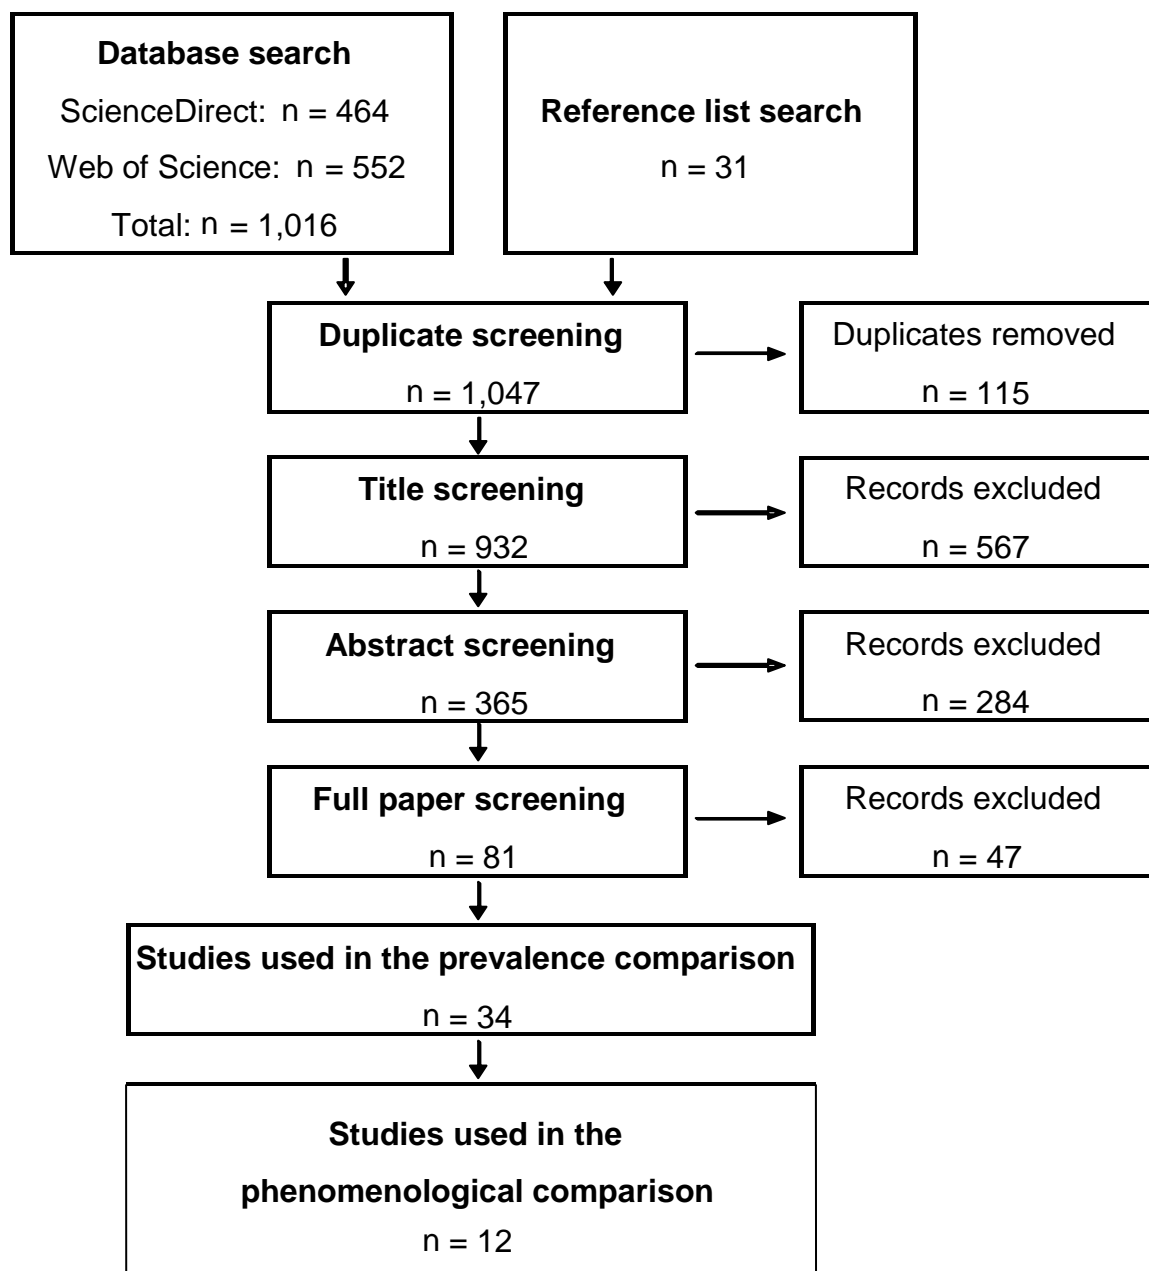 Database search
ScienceDirect: n = 464
Web of Science: n = 552
Total: n = 1,016
Reference list search
n = 31
Duplicate screening
n = 1,047
Duplicates removed
n = 115
Title screening
n = 932
Records excluded
n = 567
Abstract screening
n = 365
Records excluded
n = 284
Full paper screening
n = 81
Records excluded
n = 47
Studies used in the prevalence comparison
n = 34
Studies used in the
phenomenological comparison
n = 12